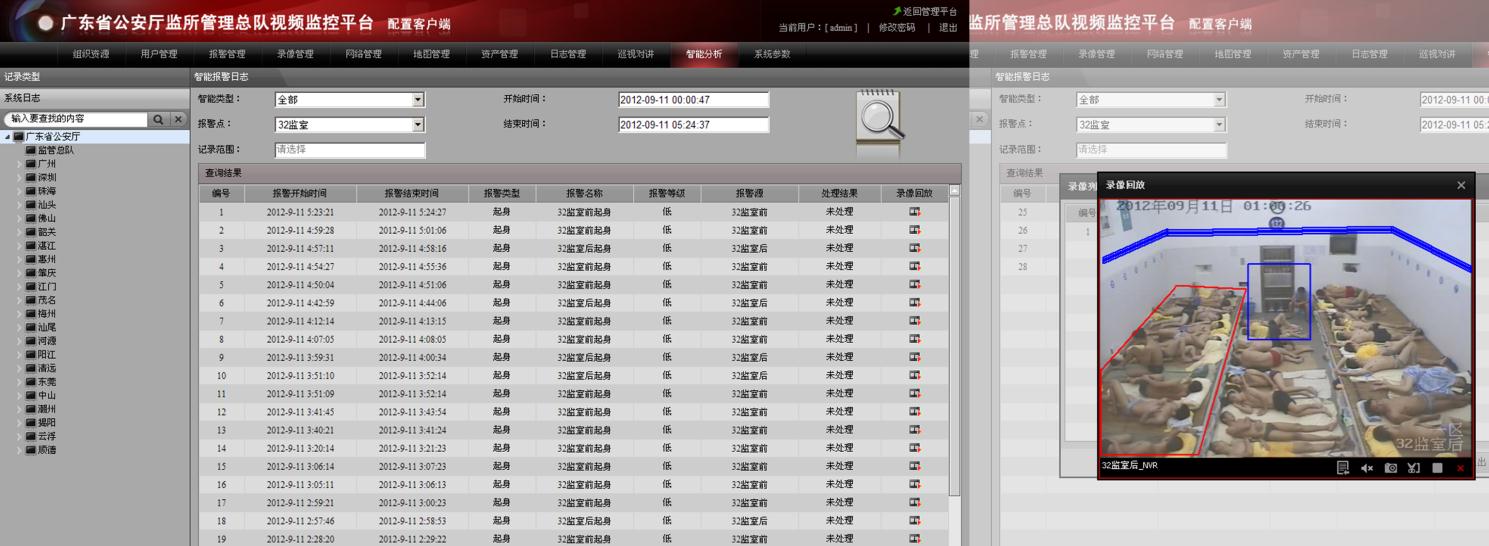 广东省公安厅监所管理总队视频监控平台 配置客户端
返回管理平台
当前用户：[ admin ] | 修改密码 | 退出
组织资源 用户管理 报警管理 录像管理 网络管理 地图管理 资产管理 日志管理 巡视对讲 智能分析 系统参数
记录类型
系统日志
输入要查找的内容
广东省公安厅
监管总队
广州
深圳
珠海
汕头
佛山
韶关
湛江
惠州
肇庆
江门
茂名
梅州
汕尾
河源
阳江
清远
东莞
中山
潮州
揭阳
云浮
顺德
智能报警日志
智能类型： 全部 开始时间： 2012-09-11 00:00:47
报警点： 32监室 结束时间： 2012-09-11 05:24:37
记录范围： 请选择
查询结果
编号 报警开始时间 报警结束时间 报警类型 报警名称 报警等级 报警源 处理结果 录像回放
1 2012-9-11 5:23:21 2012-9-11 5:24:27 起身 32监室前起身 低 32监室前 未处理
2 2012-9-11 4:59:28 2012-9-11 5:01:06 起身 32监室前起身 低 32监室前 未处理
3 2012-9-11 4:57:11 2012-9-11 4:58:16 起身 32监室后起身 低 32监室后 未处理
4 2012-9-11 4:54:27 2012-9-11 4:55:36 起身 32监室前起身 低 32监室前 未处理
5 2012-9-11 4:50:04 2012-9-11 4:51:06 起身 32监室前起身 低 32监室前 未处理
6 2012-9-11 4:42:59 2012-9-11 4:44:06 起身 32监室后起身 低 32监室后 未处理
7 2012-9-11 4:12:14 2012-9-11 4:13:15 起身 32监室前起身 低 32监室前 未处理
8 2012-9-11 4:07:05 2012-9-11 4:08:05 起身 32监室前起身 低 32监室前 未处理
9 2012-9-11 3:59:31 2012-9-11 4:00:34 起身 32监室后起身 低 32监室后 未处理
10 2012-9-11 3:51:10 2012-9-11 3:52:14 起身 32监室后起身 低 32监室后 未处理
11 2012-9-11 3:51:09 2012-9-11 3:52:14 起身 32监室前起身 低 32监室前 未处理
12 2012-9-11 3:41:45 2012-9-11 3:43:54 起身 32监室前起身 低 32监室前 未处理
13 2012-9-11 3:40:21 2012-9-11 3:41:24 起身 32监室前起身 低 32监室前 未处理
14 2012-9-11 3:20:14 2012-9-11 3:21:23 起身 32监室后起身 低 32监室后 未处理
15 2012-9-11 3:06:14 2012-9-11 3:07:23 起身 32监室前起身 低 32监室前 未处理
16 2012-9-11 3:05:11 2012-9-11 3:06:13 起身 32监室前起身 低 32监室前 未处理
17 2012-9-11 2:59:21 2012-9-11 3:00:23 起身 32监室前起身 低 32监室前 未处理
18 2012-9-11 2:57:46 2012-9-11 2:58:53 起身 32监室后起身 低 32监室后 未处理
19 2012-9-11 2:28:20 2012-9-11 2:29:22 起身 32监室前起身 低 32监室前 未处理
监所管理总队视频监控平台 配置客户端
理 报警管理 录像管理 网络管理 地图管理 资产管理 日志管理 巡视对讲
智能报警日志
智能类型： 全部 开始时间： 2012-09-11 00:0
报警点： 32监室 结束时间： 2012-09-11 05:2
记录范围： 请选择
查询结果
编号
25
26
27
28
录像列
编号
1
录像回放
2012年09月11日 01:00:26
132
一区
32监室后
32监室后_NVR
出